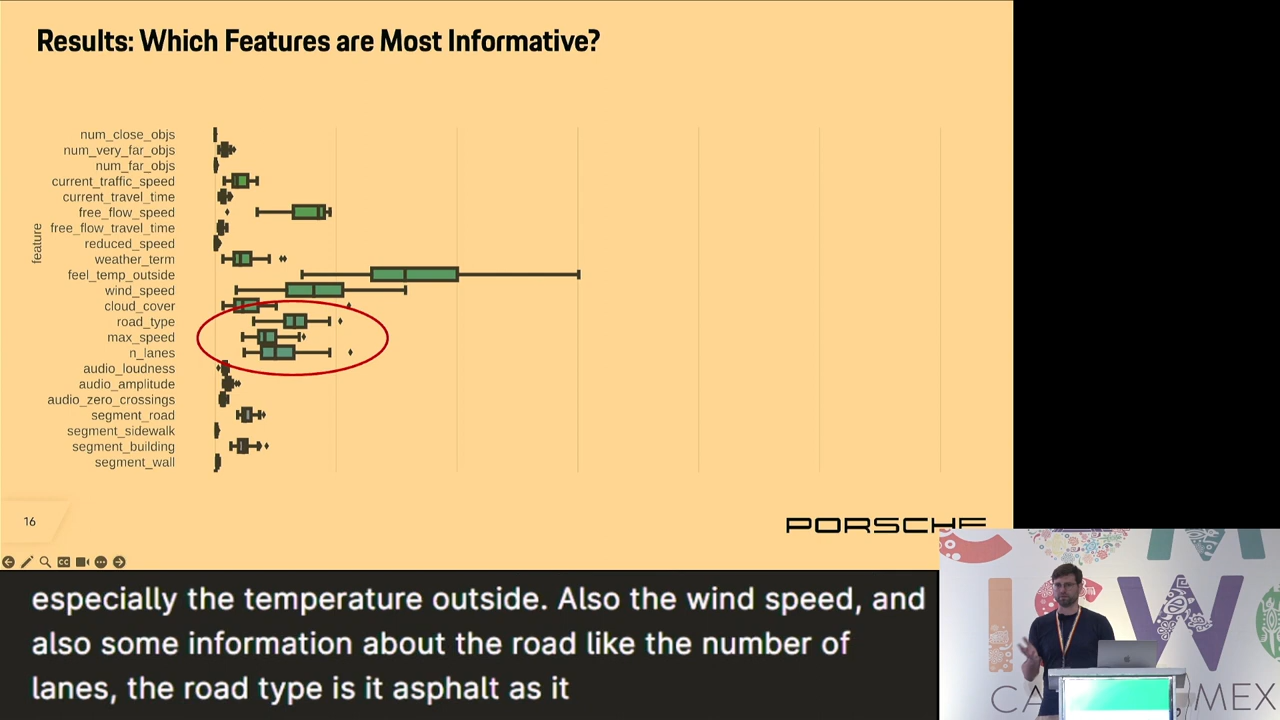 Results: Which Features are Most Informative?
feature
num_close_objs
num_very_far_objs
num_far_objs
current_traffic_speed
current_travel_time
free_flow_speed
free_flow_travel_time
reduced_speed
weather_term
feel_temp_outside
wind_speed
cloud_cover
road_type
max_speed
n_lanes
audio_loudness
audio_amplitude
audio_zero_crossings
segment_road
segment_sidewalk
segment_building
segment_wall
16
PORSCHE
CC
especially the temperature outside. Also the wind speed, and
also some information about the road like the number of
lanes, the road type is it asphalt as it
MEX